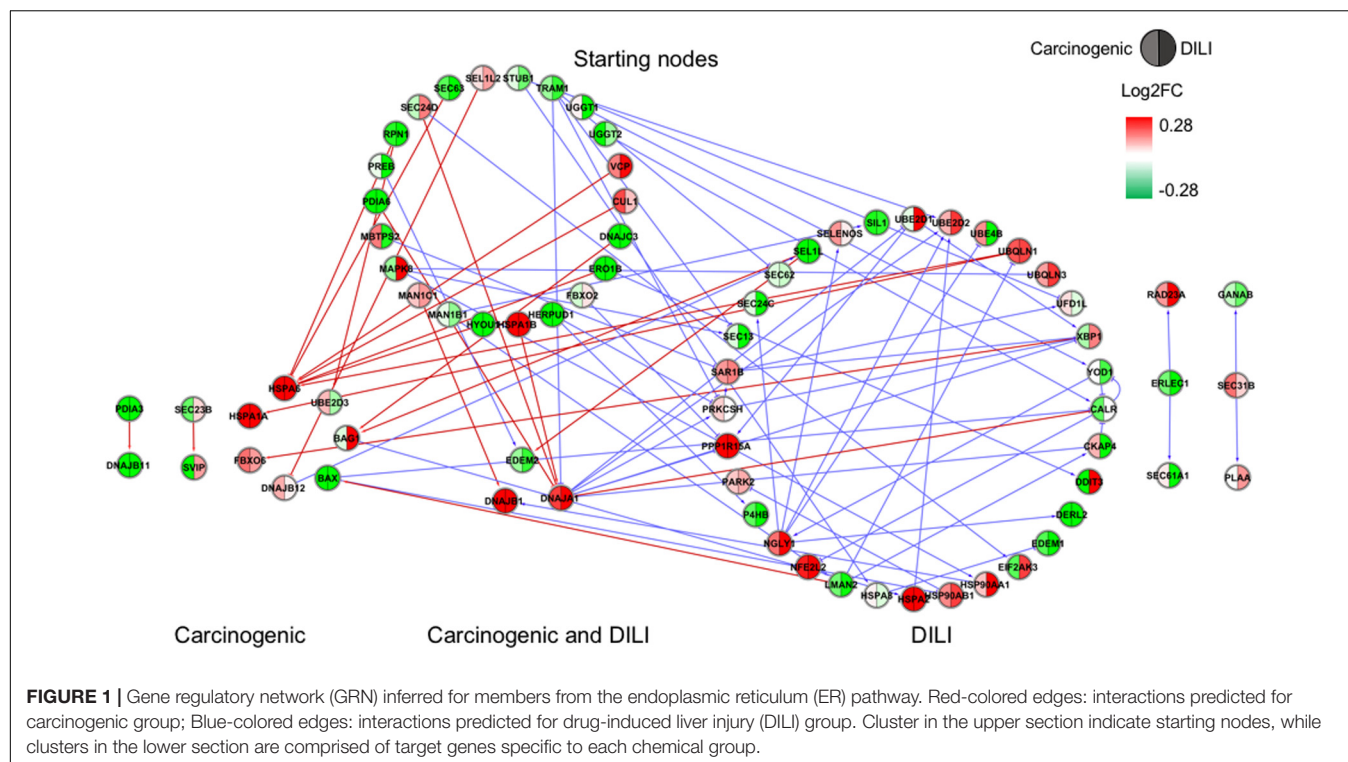 Starting nodes
Carcinogenic DILI
Log2FC
0.28
-0.28
SEL1L2
STUB1
SEC63
TRAM1
SEC24D
UGGT1
RPN1
UGGT2
PREB
VCP
PDIA6
CUL1
MBTPS2
DNAJC3
MAPK8
ERO1B
MAN1C1
FBXO2
MAN1B1
HERPUD1
HYOU1
HSPA1B
SEL1L
SELENOS
SIL1
UBE2D1
UBE2D2
UBE4B
UBQLN1
SEC62
UBQLN3
SEC24C
UFD1L
SEC13
XBP1
SAR1B
YOD1
PRKCSH
CALR
PPP1R15A
CKAP4
PARK2
DDIT3
P4HB
DERL2
NGLY1
EDEM1
NFE2L2
EIF2AK3
LMAN2
HSP90AA1
HSPA8
HSPA2
HSP90AB1
HSPA6
HSPA1A
UBE2D3
BAG1
FBXO6
DNAJB12
BAX
EDEM2
DNAJB1
DNAJA1
PDIA3
SEC23B
DNAJB11
SVIP
RAD23A
GANAB
ERLEC1
SEC31B
SEC61A1
PLAA
Carcinogenic
Carcinogenic and DILI
DILI
FIGURE 1 | Gene regulatory network (GRN) inferred for members from the endoplasmic reticulum (ER) pathway. Red-colored edges: interactions predicted for
carcinogenic group; Blue-colored edges: interactions predicted for drug-induced liver injury (DILI) group. Cluster in the upper section indicate starting nodes, while
clusters in the lower section are comprised of target genes specific to each chemical group.